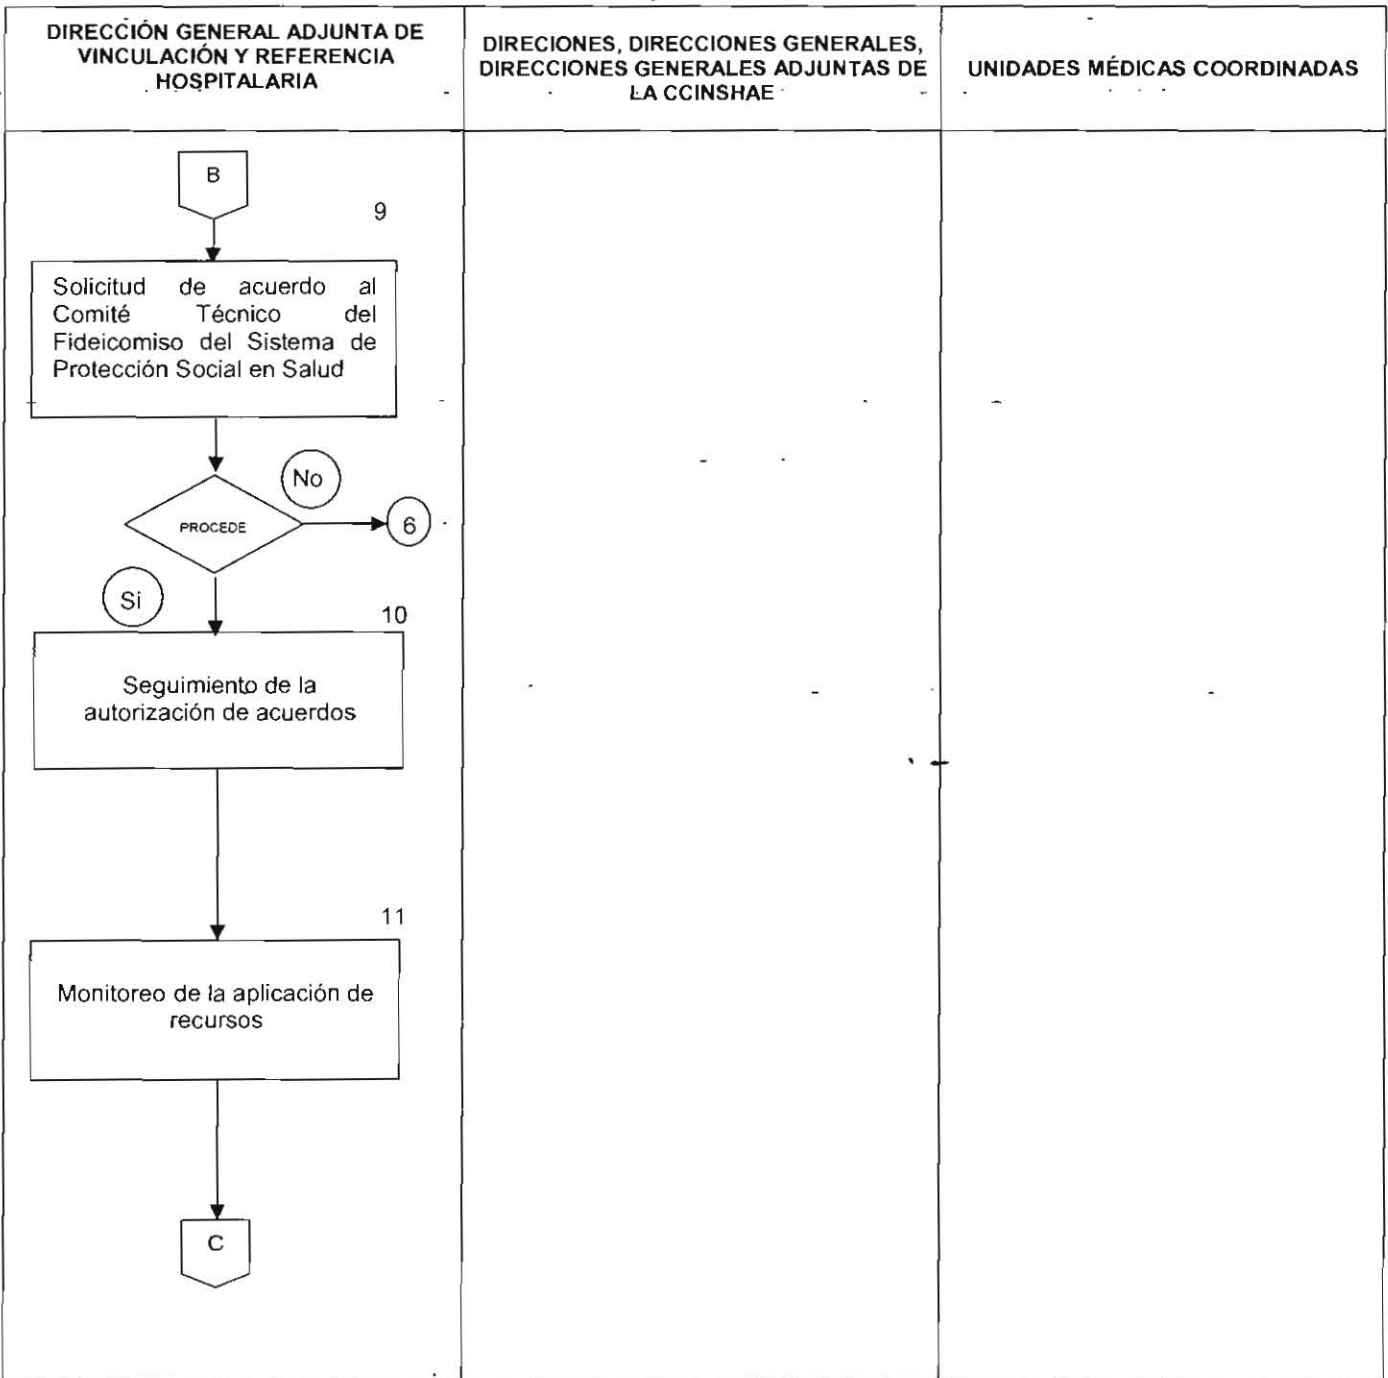 DIRECCIÓN GENERAL ADJUNTA DE
VINCULACIÓN Y REFERENCIA
HOSPITALARIA
DIRECIONES, DIRECCIONES GENERALES,
DIRECCIONES GENERALES ADJUNTAS DE
LA CCINSHAE
UNIDADES MÉDICAS COORDINADAS
B
9
Solicitud de acuerdo al
Comité Técnico del
Fideicomiso del Sistema de
Protección Social en Salud
No
PROCEDE
6
Si
10
Seguimiento de la
autorización de acuerdos
11
Monitoreo de la aplicación de
recursos
C